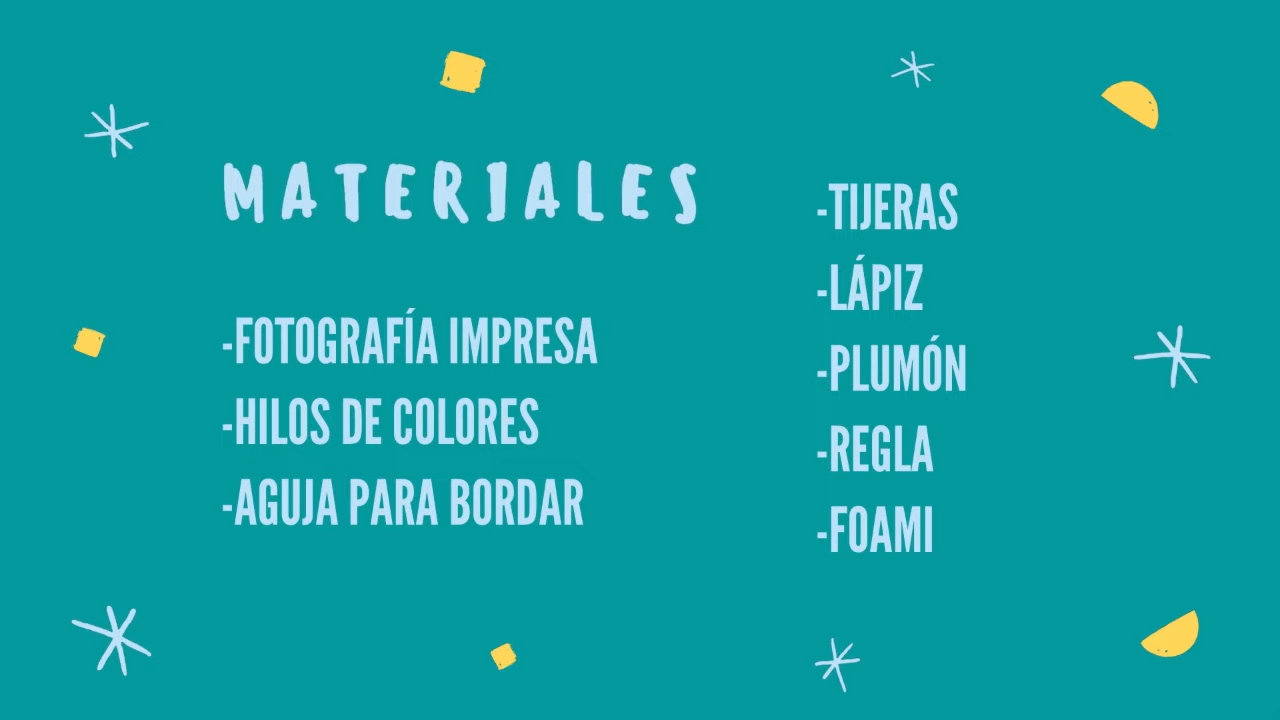 MATERIALES
-FOTOGRAFÍA IMPRESA
-HILOS DE COLORES
-AGUJA PARA BORDAR
-TIJERAS
-LÁPIZ
-PLUMÓN
-REGLA
-FOAMI